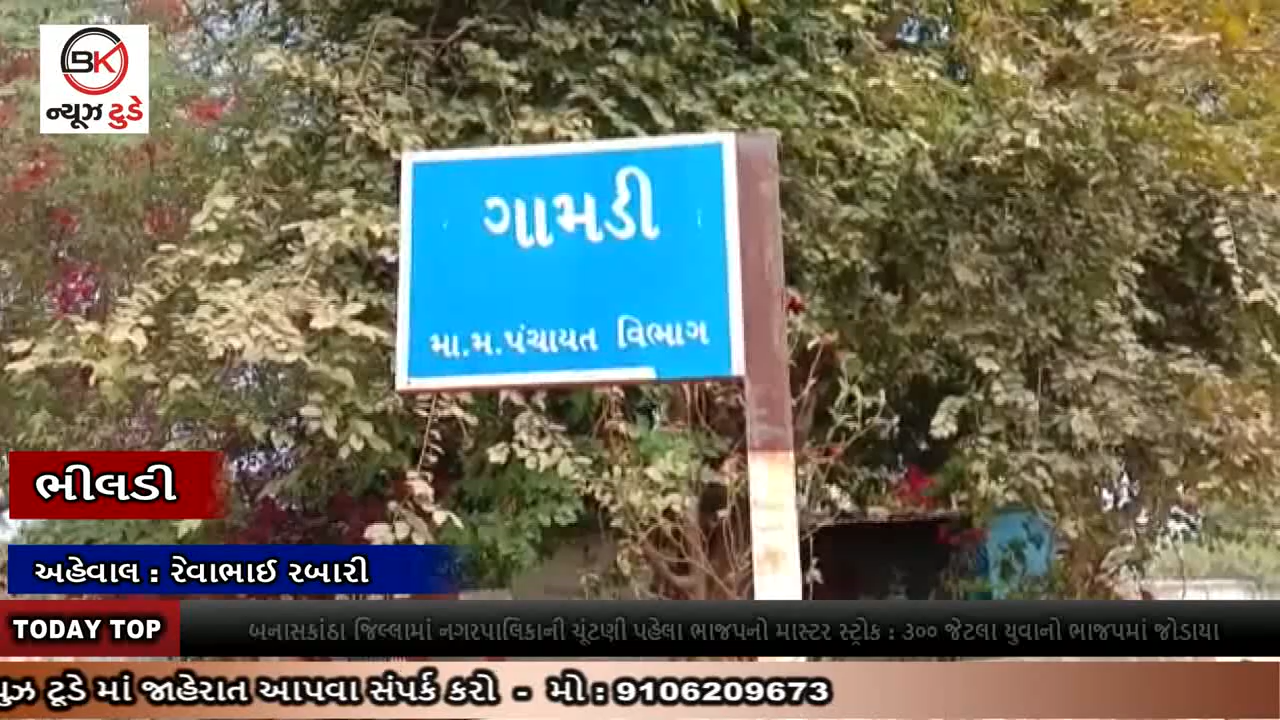 BK
ન્યૂઝ ટુડે
ગામડી
મા.મ.પંચાયત વિભાગ
ભીલડી
અહેવાલ : રેવાભાઈ રબારી
TODAY TOP
બનાસકાંઠા જિલ્લામાં નગરપાલિકાની ચૂંટણી પહેલા ભાજપનો માસ્ટર સ્ટ્રોક : ૩૦૦ જેટલા યુવાનો ભાજપમાં જોડાયા
ટૂડે માં જાહેરાત આપવા સંપર્ક કરો - મો : 9106209673